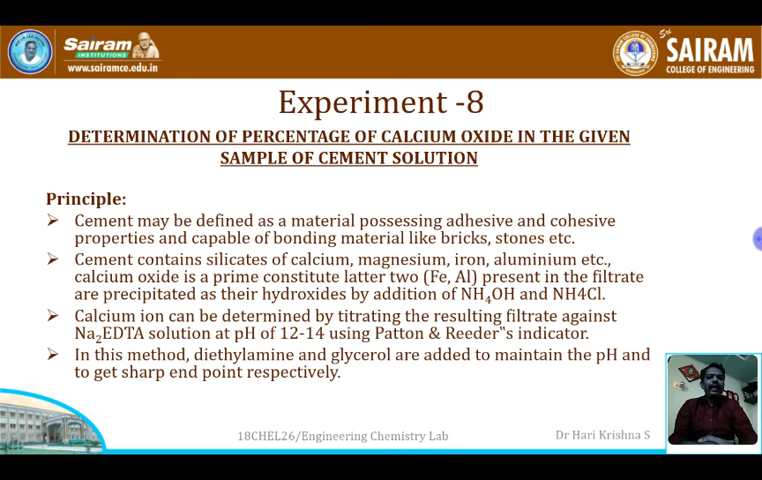 Sairam
INSTITUTIONS
www.sairamce.edu.in
Sri
SAIRAM
COLLEGE OF ENGINEERING
Experiment -8
DETERMINATION OF PERCENTAGE OF CALCIUM OXIDE IN THE GIVEN
SAMPLE OF CEMENT SOLUTION
Principle:
➢ Cement may be defined as a material possessing adhesive and cohesive
properties and capable of bonding material like bricks, stones etc.
➢ Cement contains silicates of calcium, magnesium, iron, aluminium etc.,
calcium oxide is a prime constitute latter two (Fe, Al) present in the filtrate
are precipitated as their hydroxides by addition of NH₄OH and NH4Cl.
➢ Calcium ion can be determined by titrating the resulting filtrate against
Na₂EDTA solution at pH of 12-14 using Patton & Reeder‟s indicator.
➢ In this method, diethylamine and glycerol are added to maintain the pH and
to get sharp end point respectively.
18CHEL26/Engineering Chemistry Lab
Dr Hari Krishna S